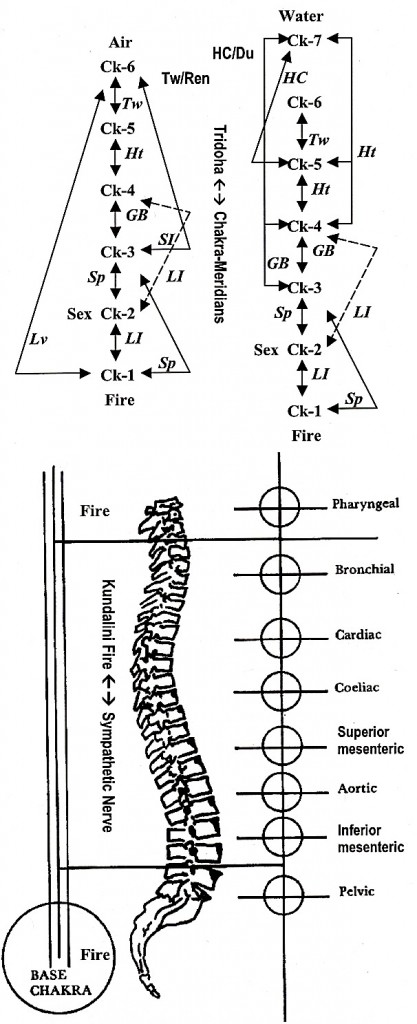 Air
Ck-6
Tw/Ren
Tw
Ck-5
Ht
Ck-4
GB
SI
Ck-3
Sp
LI
Sex Ck-2
Lv
LI
Sp
Ck-1
Fire
Tridoha <-> Chakra-Meridians
Water
HC/Du
Ck-7
HC
Ck-6
Tw
Ck-5
Ht
Ht
Ck-4
GB
GB
Ck-3
Sp
LI
Sex Ck-2
LI
Sp
Ck-1
Fire
Fire
Kundalini Fire <-> Sympathetic Nerve
Fire
BASE
CHAKRA
Pharyngeal
Bronchial
Cardiac
Coeliac
Superior
mesenteric
Aortic
Inferior
mesenteric
Pelvic